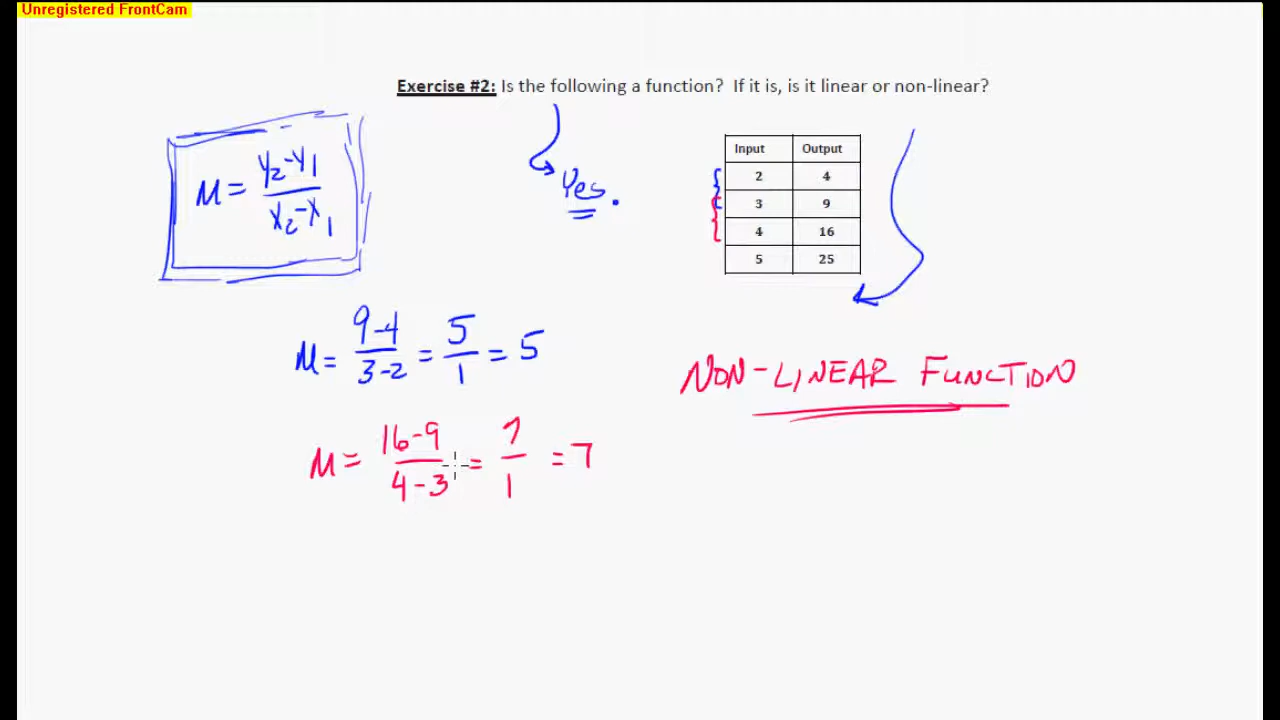 Unregistered FrontCam
Exercise #2: Is the following a function? If it is, is it linear or non-linear?
M = y2-y1 / x2-x1
Yes.
Input Output
2 4
3 9
4 16
5 25
M = 9-4 / 3-2 = 5/1 = 5
NON-LINEAR FUNCTION
M = 16-9 / 4-3 = 7/1 = 7